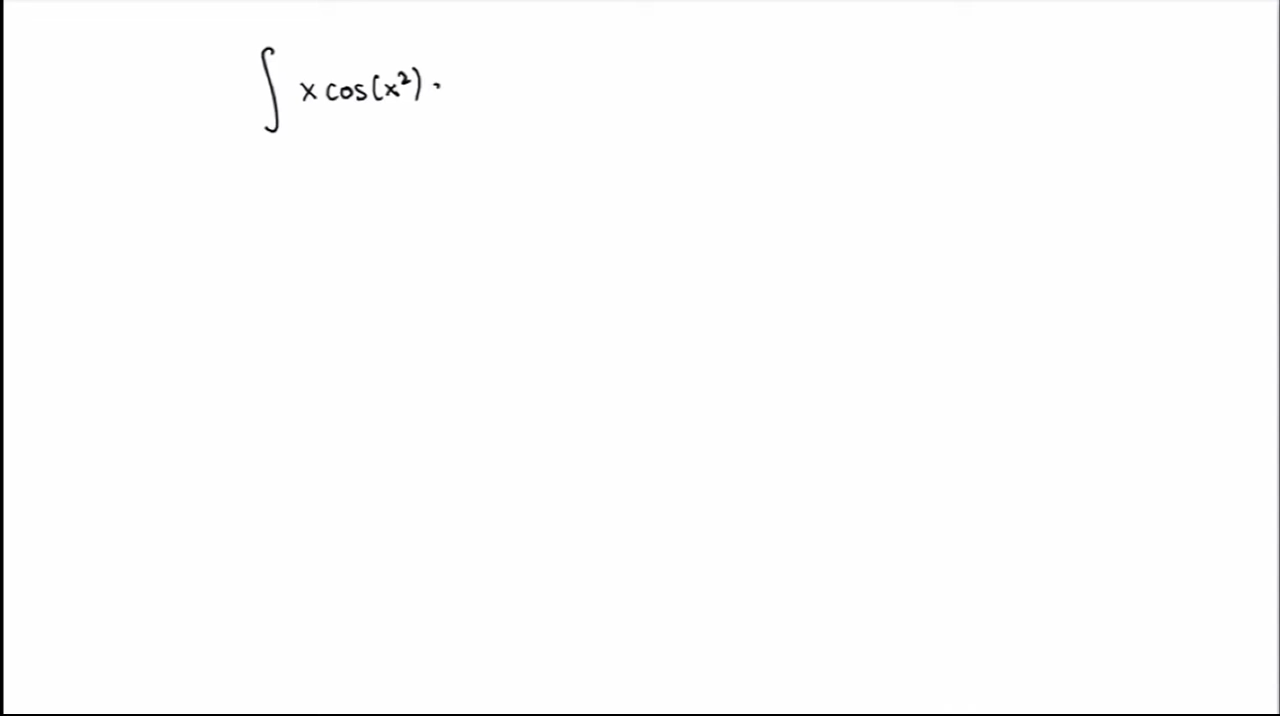 ∫ x cos(x²) ·